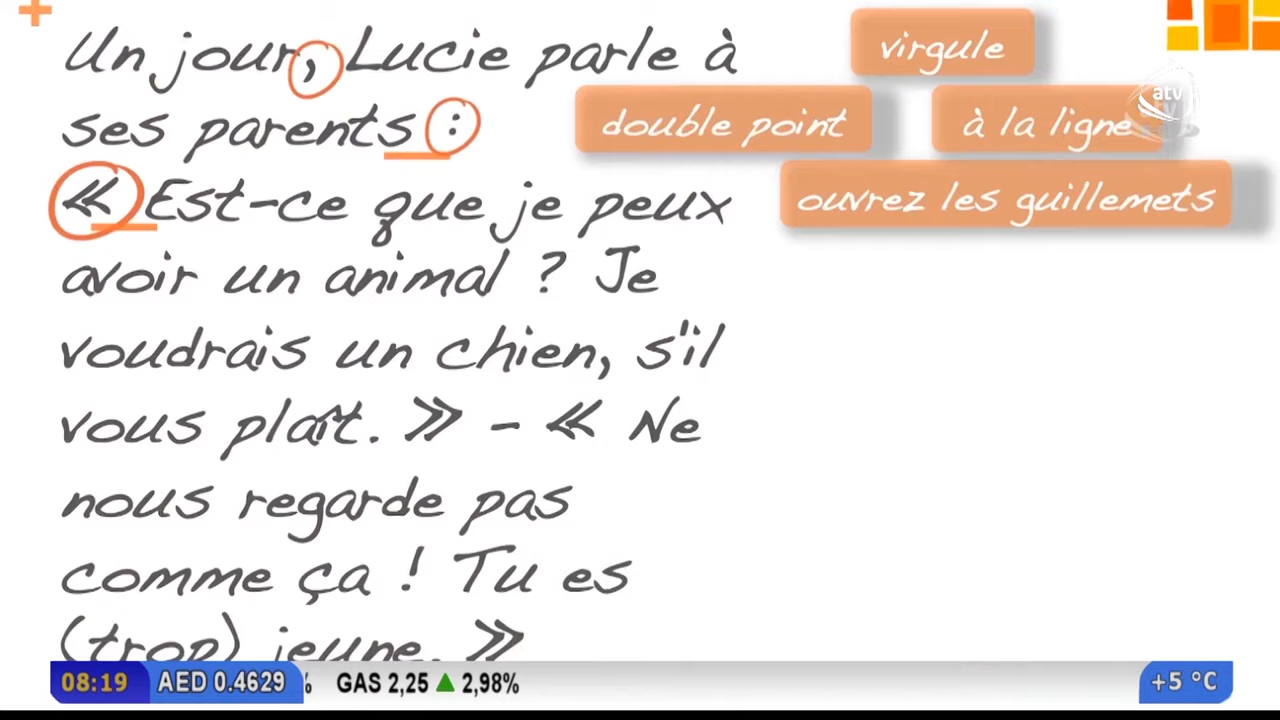 Un jour, Lucie parle à
ses parents :
« Est-ce que je peux
avoir un animal ? Je
voudrais un chien, s'il
vous plaît. » - « Ne
nous regarde pas
comme ça ! Tu es
(trop) jeune. »
virgule
double point
à la ligne
ouvrez les guillemets
atv
08:19 AED 0.4629 % GAS 2,25 ▲ 2,98% +5 °C